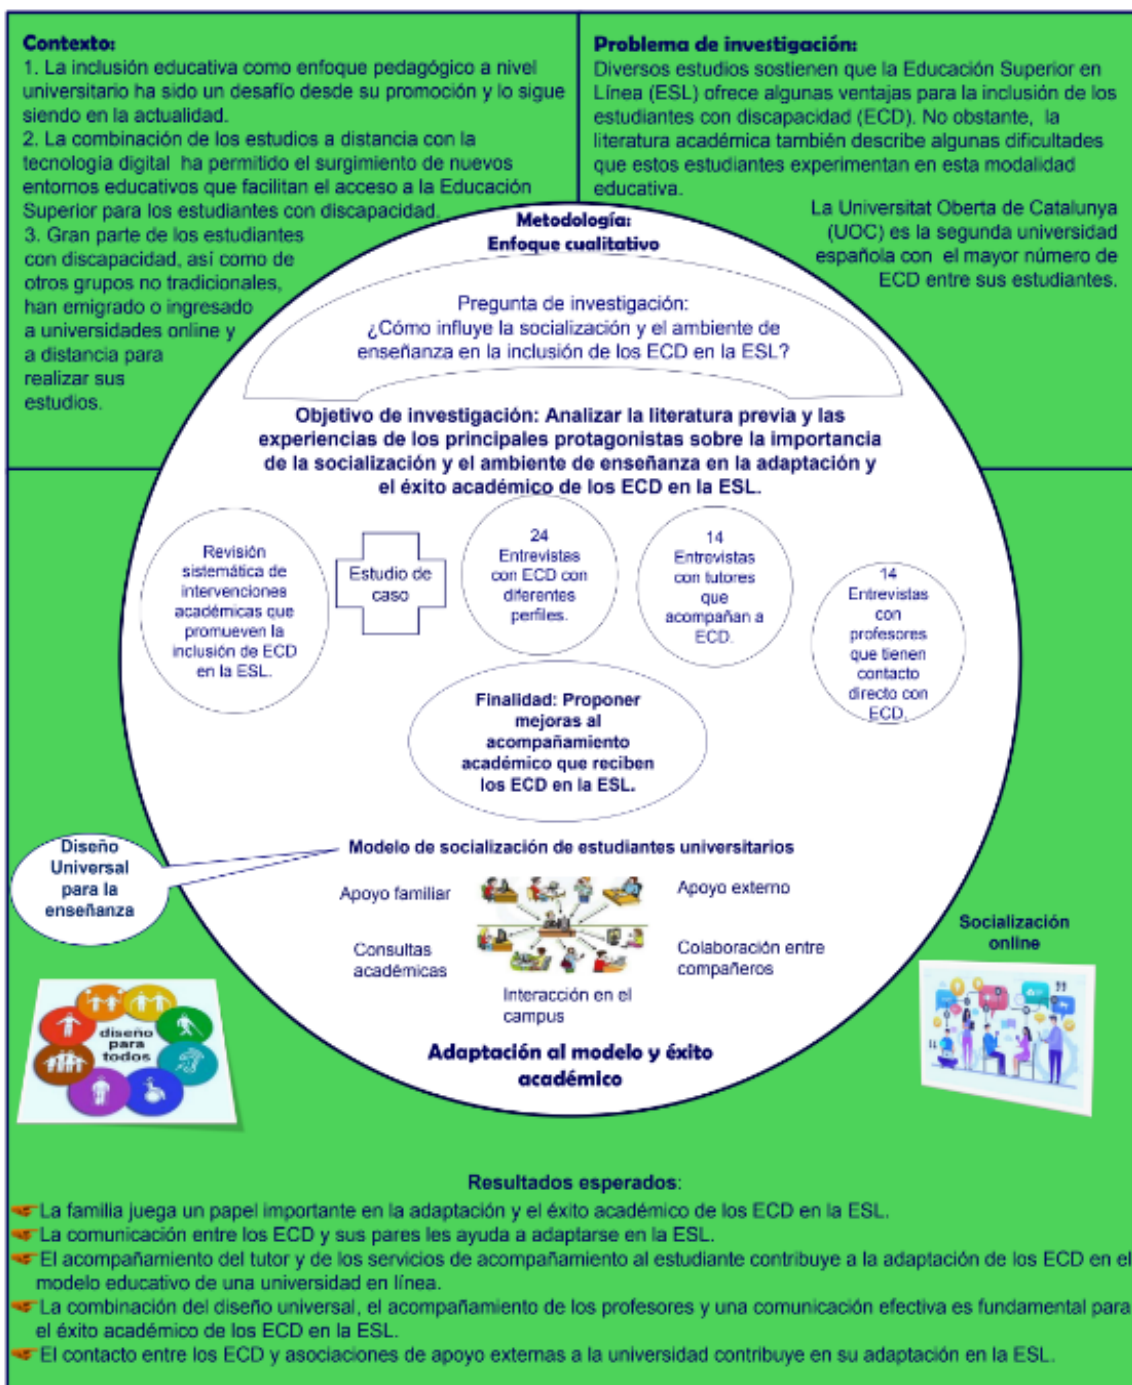 Contexto:
1. La inclusión educativa como enfoque pedagógico a nivel
universitario ha sido un desafío desde su promoción y lo sigue
siendo en la actualidad.
2. La combinación de los estudios a distancia con la
tecnología digital ha permitido el surgimiento de nuevos
entornos educativos que facilitan el acceso a la Educación
Superior para los estudiantes con discapacidad.
3. Gran parte de los estudiantes
con discapacidad, así como de
otros grupos no tradicionales,
han emigrado o ingresado
a universidades online y
a distancia para
realizar sus
estudios.
Problema de investigación:
Diversos estudios sostienen que la Educación Superior en
Línea (ESL) ofrece algunas ventajas para la inclusión de los
estudiantes con discapacidad (ECD). No obstante, la
literatura académica también describe algunas dificultades
que estos estudiantes experimentan en esta modalidad
educativa.
La Universitat Oberta de Catalunya
(UOC) es la segunda universidad
española con el mayor número de
ECD entre sus estudiantes.
Metodología:
Enfoque cualitativo
Pregunta de investigación:
¿Cómo influye la socialización y el ambiente de
enseñanza en la inclusión de los ECD en la ESL?
Objetivo de investigación: Analizar la literatura previa y las
experiencias de los principales protagonistas sobre la importancia
de la socialización y el ambiente de enseñanza en la adaptación y
el éxito académico de los ECD en la ESL.
Revisión
sistemática de
intervenciones
académicas que
promueven la
inclusión de ECD
en la ESL.
Estudio de
caso
24
Entrevistas
con ECD con
diferentes
perfiles.
14
Entrevistas
con tutores
que
acompañan a
ECD.
14
Entrevistas
con
profesores
que tienen
contacto
directo con
ECD.
Finalidad: Proponer
mejoras al
acompañamiento
académico que reciben
los ECD en la ESL.
Diseño
Universal
para la
enseñanza
Modelo de socialización de estudiantes universitarios
Apoyo familiar
Apoyo externo
Consultas
académicas
Colaboración entre
compañeros
Interacción en el
campus
Adaptación al modelo y éxito
académico
diseño
para
todos
Socialización
online
Resultados esperados:
La familia juega un papel importante en la adaptación y el éxito académico de los ECD en la ESL.
La comunicación entre los ECD y sus pares les ayuda a adaptarse en la ESL.
El acompañamiento del tutor y de los servicios de acompañamiento al estudiante contribuye a la adaptación de los ECD en el
modelo educativo de una universidad en línea.
La combinación del diseño universal, el acompañamiento de los profesores y una comunicación efectiva es fundamental para
el éxito académico de los ECD en la ESL.
El contacto entre los ECD y asociaciones de apoyo externas a la universidad contribuye en su adaptación en la ESL.